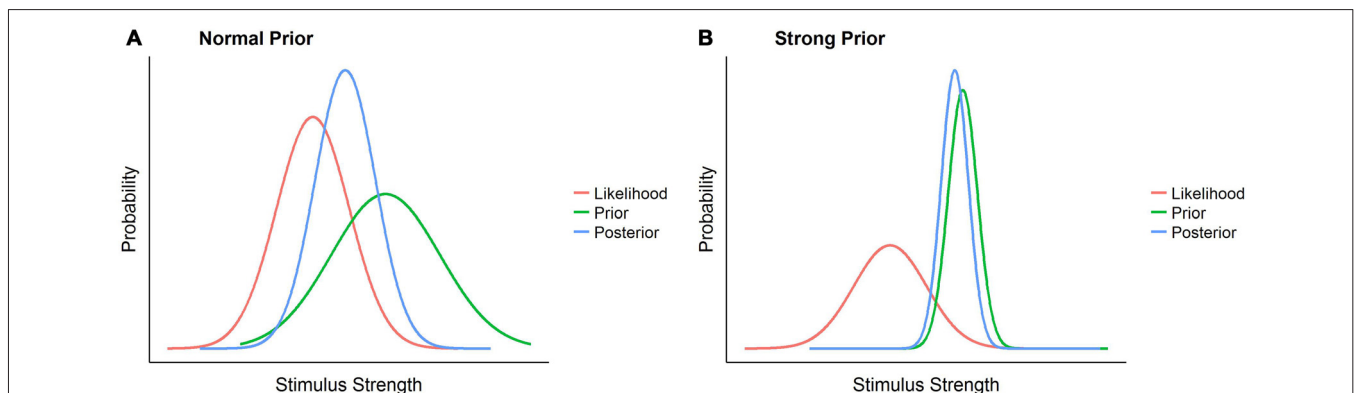 A Normal Prior
Probability
Likelihood
Prior
Posterior
Stimulus Strength
B Strong Prior
Probability
Likelihood
Prior
Posterior
Stimulus Strength